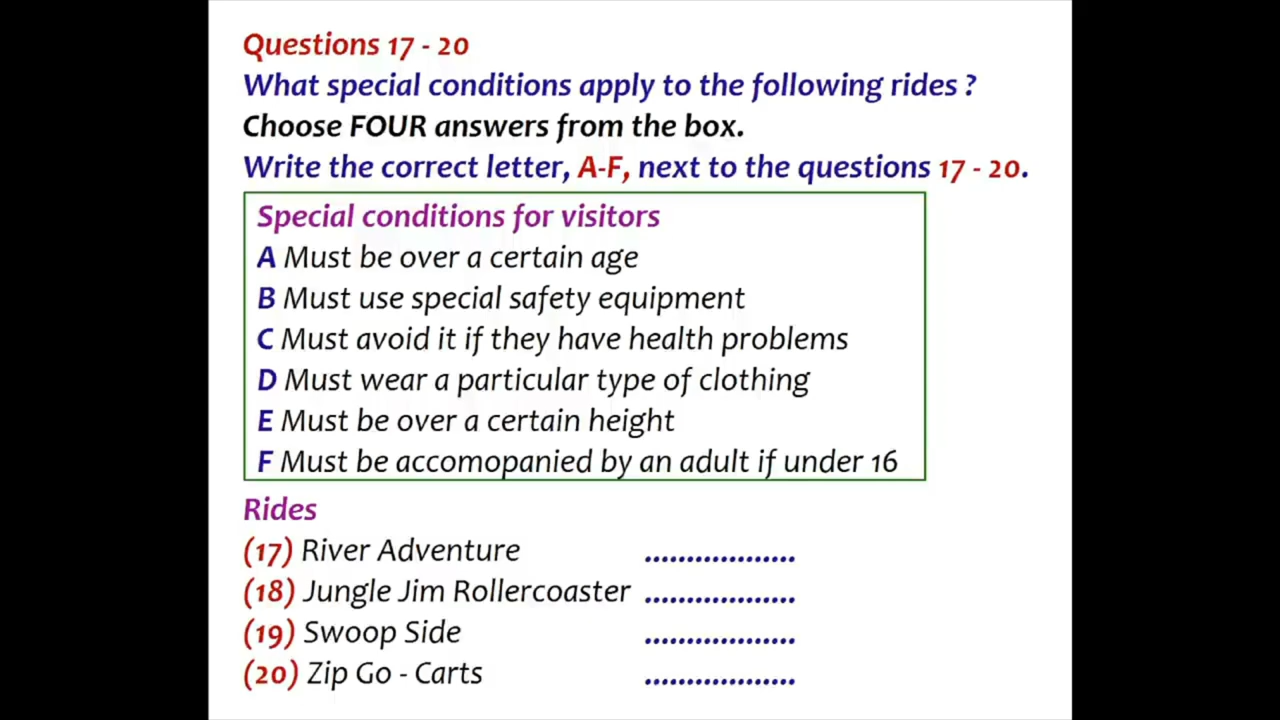 Questions 17 - 20
What special conditions apply to the following rides ?
Choose FOUR answers from the box.
Write the correct letter, A-F, next to the questions 17 - 20.
Special conditions for visitors
A Must be over a certain age
B Must use special safety equipment
C Must avoid it if they have health problems
D Must wear a particular type of clothing
E Must be over a certain height
F Must be accomopanied by an adult if under 16
Rides
(17) River Adventure ..................
(18) Jungle Jim Rollercoaster ..................
(19) Swoop Side ..................
(20) Zip Go - Carts ..................